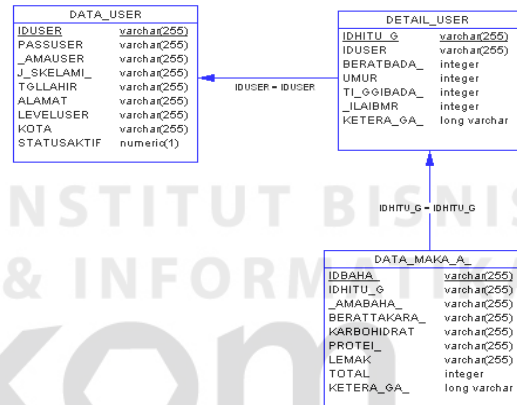 DATA_USER
IDUSER varchar(255)
PASSUSER varchar(255)
_AMAUSER varchar(255)
J_SKELAMI_ varchar(255)
TGLLAHIR varchar(255)
ALAMAT varchar(255)
LEVELUSER varchar(255)
KOTA varchar(255)
STATUSAKTIF numeric(1)
IDUSER = IDUSER
DETAIL_USER
IDHITU_G varchar(255)
IDUSER varchar(255)
BERATBADA_ integer
UMUR integer
TI_GGIBADA_ integer
_ILAIBMR integer
KETERA_GA_ long varchar
IDHITU_G = IDHITU_G
DATA_MAKA_A_
IDBAHA_ varchar(255)
IDHITU_G varchar(255)
_AMABAHA_ varchar(255)
BERATTAKARA_ varchar(255)
KARBOHIDRAT varchar(255)
PROTEI_ varchar(255)
LEMAK varchar(255)
TOTAL integer
KETERA_GA_ long varchar
INSTITUT BISNIS
& INFORMATIKA
kom